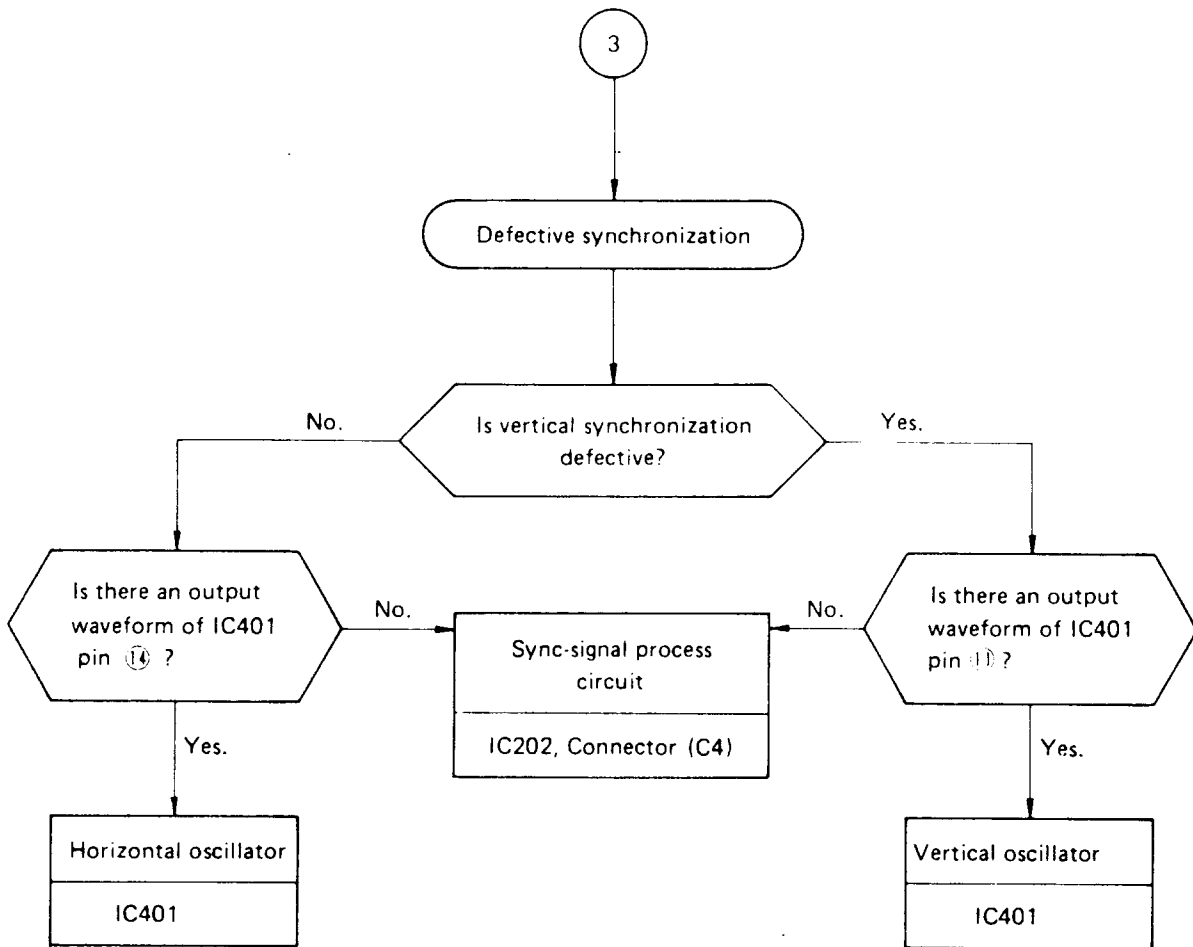 3
Defective synchronization
Is vertical synchronization
defective?
No.
Yes.
Is there an output
waveform of IC401
pin ⑭ ?
No.
Sync-signal process
circuit
IC202, Connector (C4)
No.
Is there an output
waveform of IC401
pin ⑪ ?
Yes.
Yes.
Horizontal oscillator
IC401
Vertical oscillator
IC401